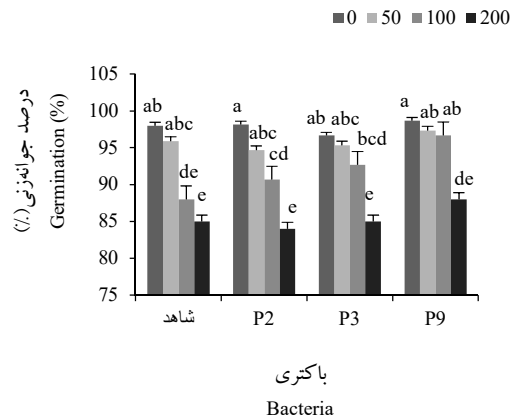 0 50 100 200
درصد جوانه‌زنی (٪)
Germination (%)
105
100
95
90
85
80
75
ab abc de e
a abc cd e
ab abc bcd e
a ab ab de
شاهد P2 P3 P9
باکتری
Bacteria